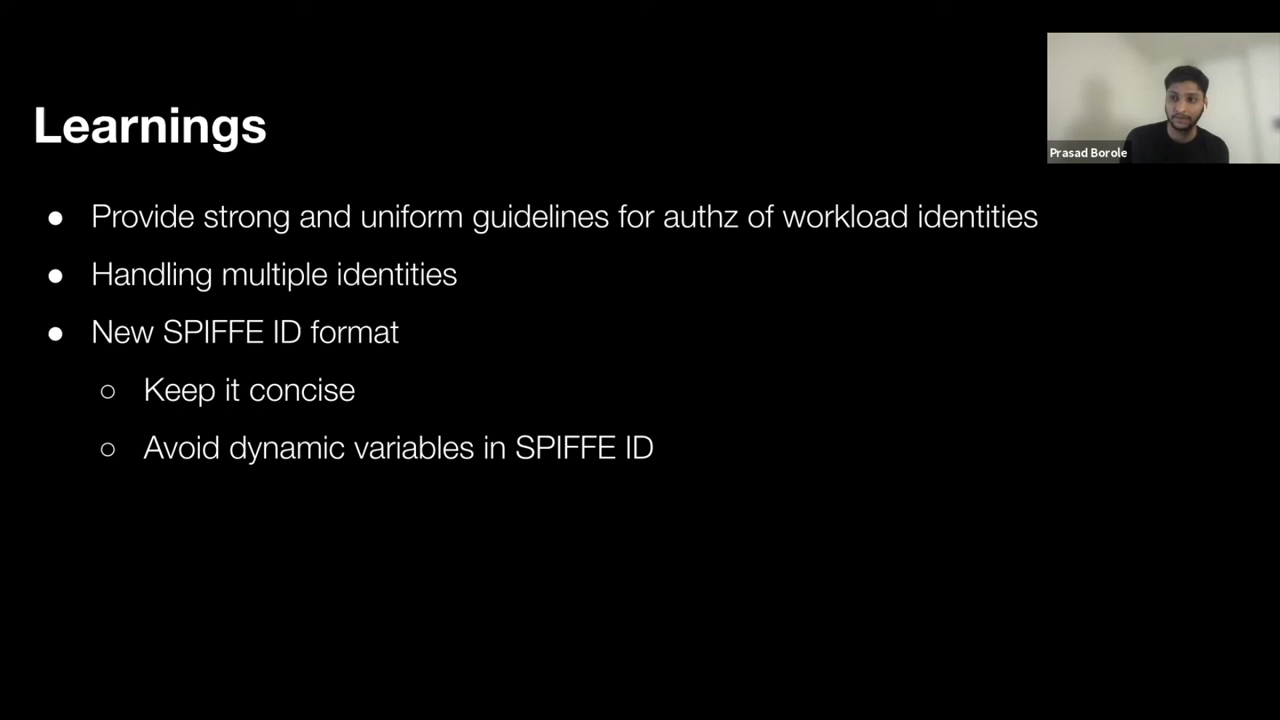 Learnings
Prasad Borole
● Provide strong and uniform guidelines for authz of workload identities
● Handling multiple identities
● New SPIFFE ID format
○ Keep it concise
○ Avoid dynamic variables in SPIFFE ID